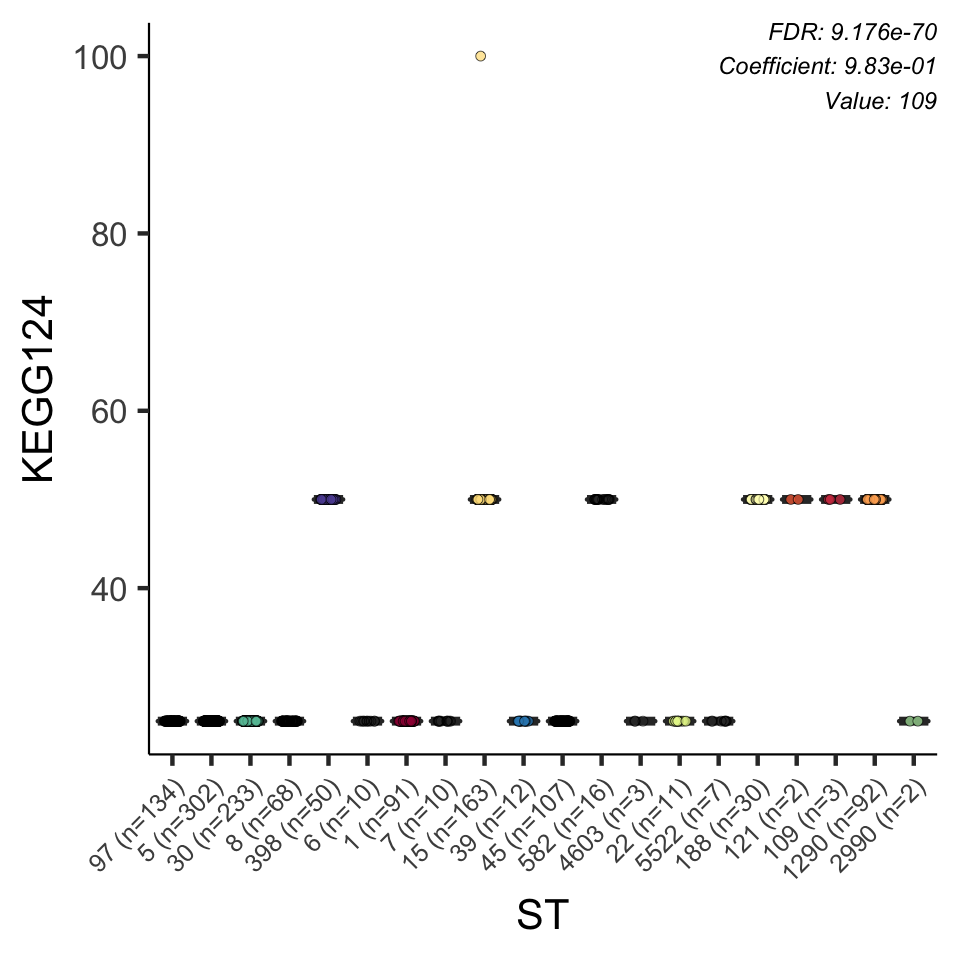 FDR: 9.176e-70
Coefficient: 9.83e-01
Value: 109
100
80
60
40
KEGG124
97 (n=134)
5 (n=302)
30 (n=233)
8 (n=68)
398 (n=50)
6 (n=10)
1 (n=91)
7 (n=10)
15 (n=163)
39 (n=12)
45 (n=107)
582 (n=16)
4603 (n=3)
22 (n=11)
5522 (n=7)
188 (n=30)
121 (n=2)
109 (n=3)
1290 (n=92)
2990 (n=2)
ST